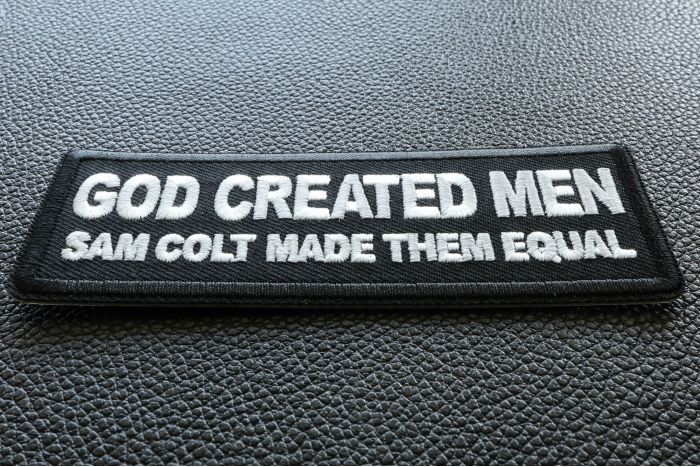 GOD CREATED MEN
SAM COLT MADE THEM EQUAL